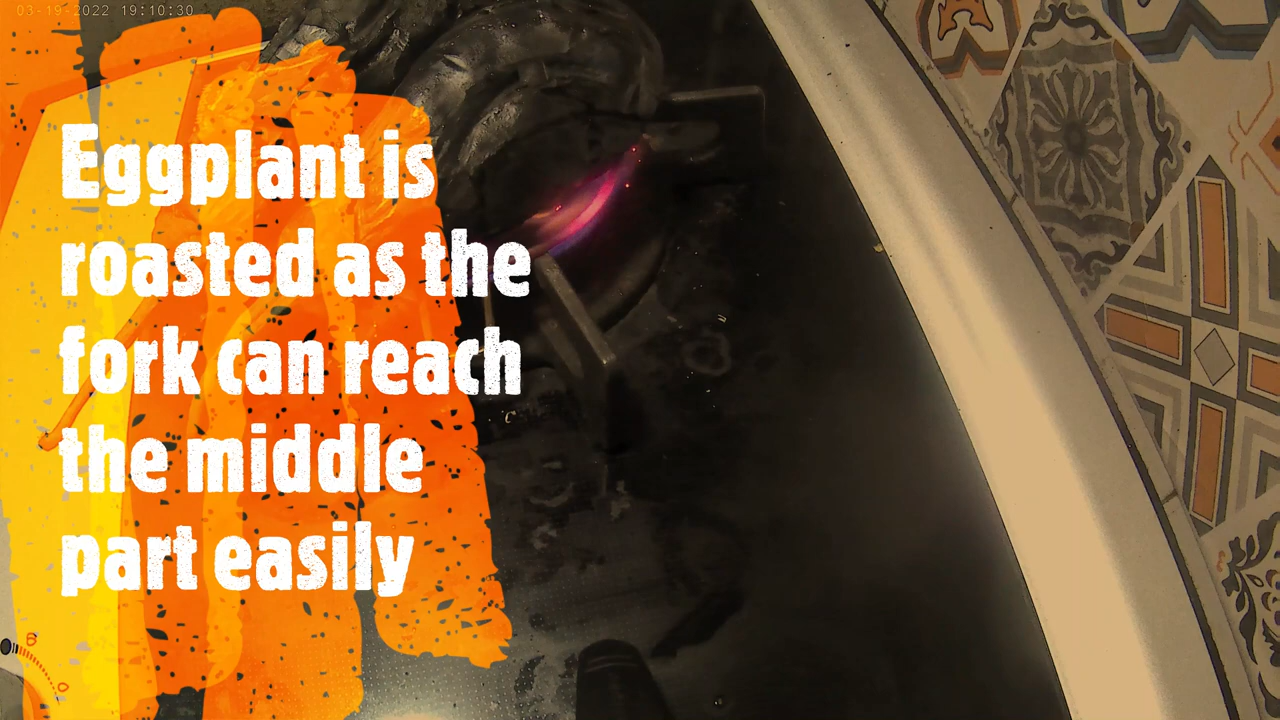 03-19-2022 19:10:30
Eggplant is
roasted as the
fork can reach
the middle
part easily